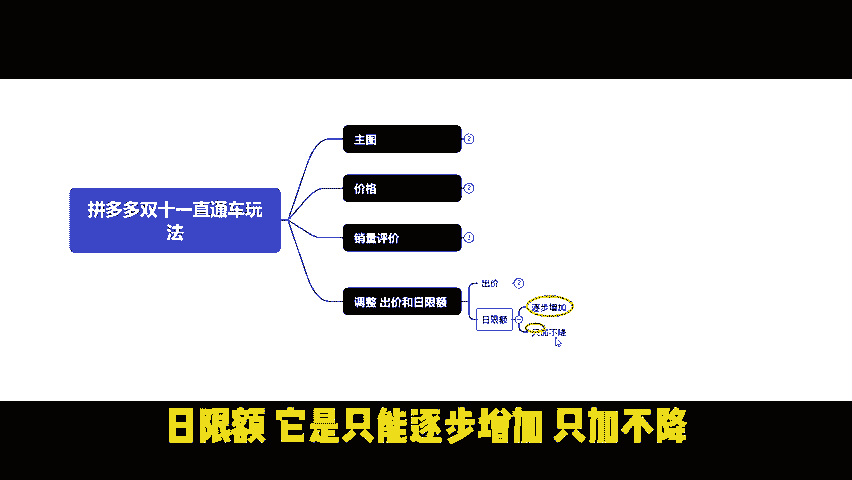 拼多多双十一直通车玩
法
主图
2
价格
2
销量评价
1
调整 出价和日限额
出价
2
日限额
逐步增加
只加不降
日限额 它是只能逐步增加 只加不降